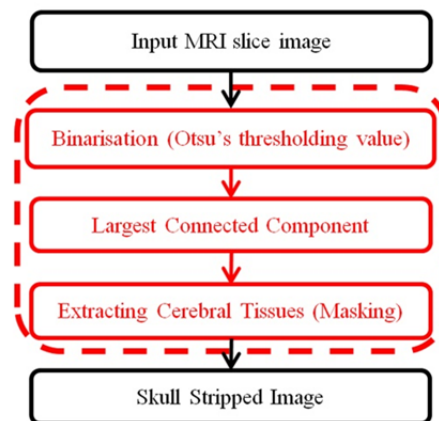 Input MRI slice image
Binarisation (Otsu's thresholding value)
Largest Connected Component
Extracting Cerebral Tissues (Masking)
Skull Stripped Image